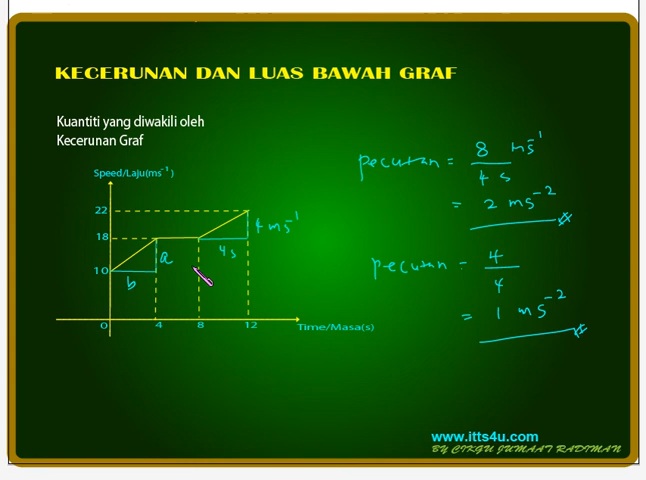 KECERUNAN DAN LUAS BAWAH GRAF
Kuantiti yang diwakili oleh
Kecerunan Graf
Speed/Laju(ms⁻¹)
22
18
10
0
4
8
12
Time/Masa(s)
a
b
4 ms⁻¹
4s
pecutan = 8 ms⁻¹
4 s
= 2 ms⁻²
pecutan = 4
4
= 1 ms⁻²
www.itts4u.com
BY CIKGU JUMAAT RADIMAN